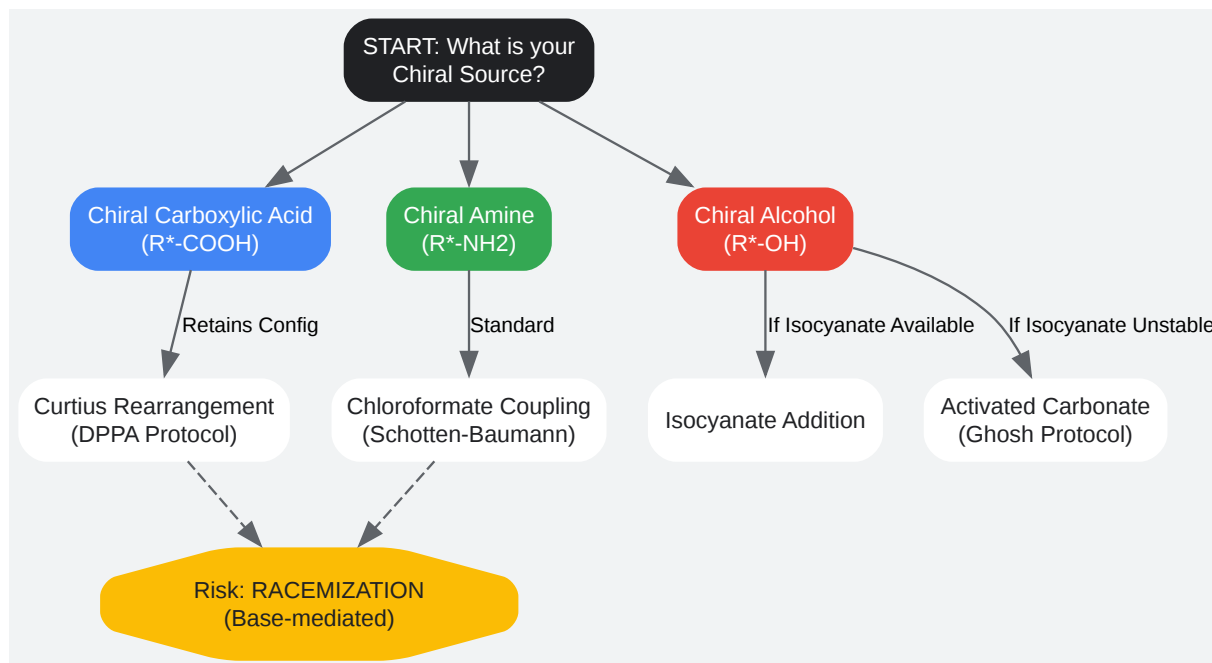 START: What is your
Chiral Source?
Chiral Carboxylic Acid
(R*-COOH)
Chiral Amine
(R*-NH2)
Chiral Alcohol
(R*-OH)
Retains Config
Standard
If Isocyanate Available
If Isocyanate Unstable
Curtius Rearrangement
(DPPA Protocol)
Chloroformate Coupling
(Schotten-Baumann)
Isocyanate Addition
Activated Carbonate
(Ghosh Protocol)
Risk: RACEMIZATION
(Base-mediated)